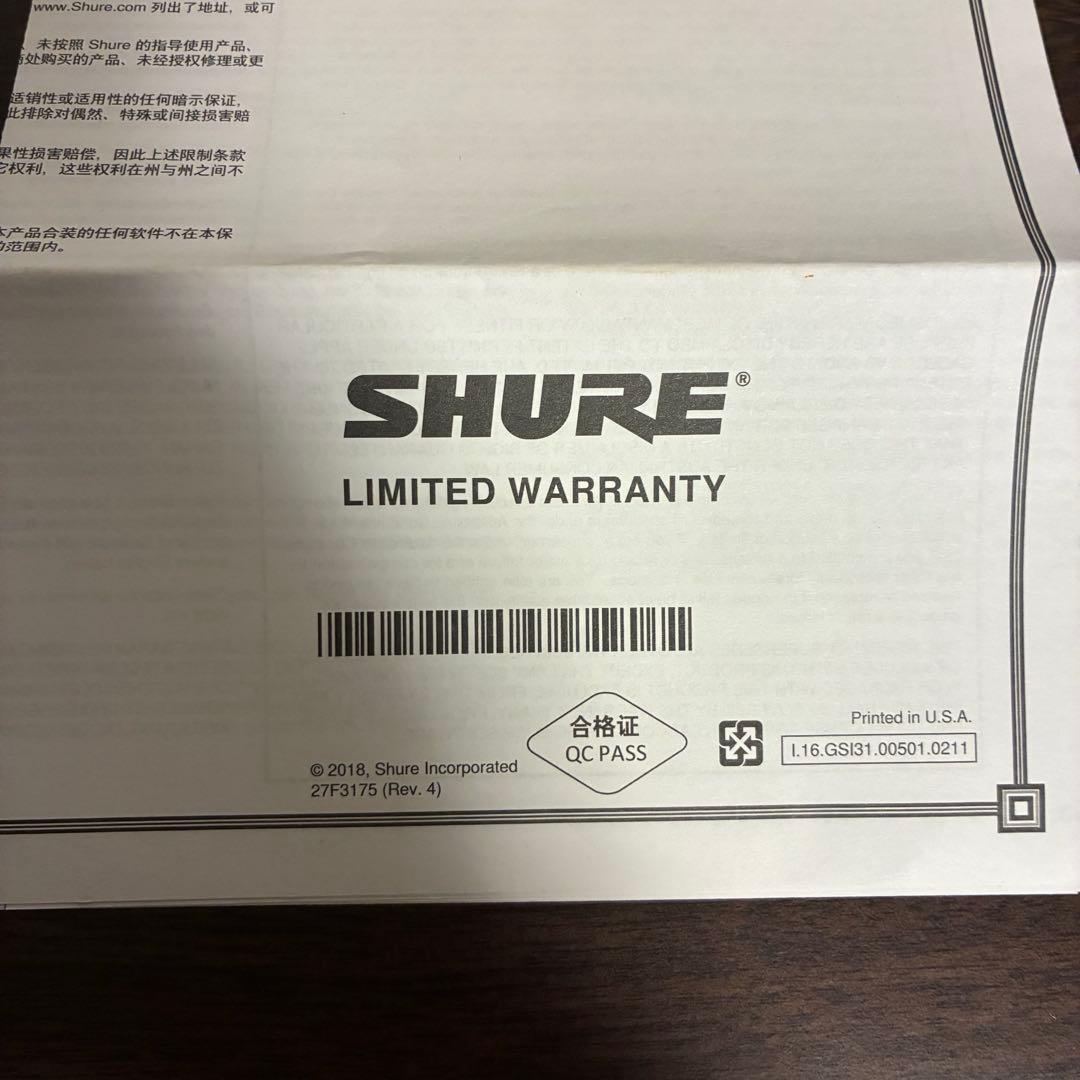 www.Shure.com 列出了地址，或可
未按照 Shure 的指导使用产品、
处购买的产品、未经授权修理或更
适销性或适用性的任何暗示保证，
此排除对偶然、特殊或间接损害赔
果性损害赔偿，因此上述限制条款
它权利，这些权利在州与州之间不
本产品合装的任何软件不在本保
的范围内。
SHURE®
LIMITED WARRANTY
合格证
QC PASS
Printed in U.S.A.
I.16.GSI31.00501.0211
© 2018, Shure Incorporated
27F3175 (Rev. 4)